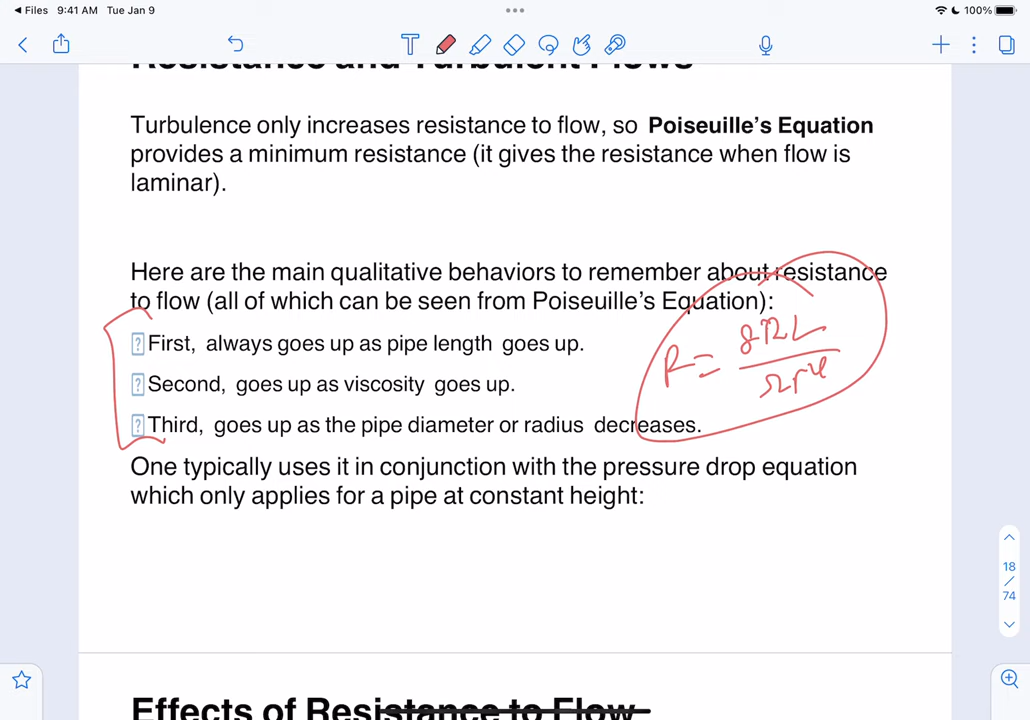 Files 9:41 AM Tue Jan 9
100%
Resistance and Turbulent Flows
Turbulence only increases resistance to flow, so Poiseuille's Equation
provides a minimum resistance (it gives the resistance when flow is
laminar).
Here are the main qualitative behaviors to remember about resistance
to flow (all of which can be seen from Poiseuille's Equation):
First, always goes up as pipe length goes up.
Second, goes up as viscosity goes up.
Third, goes up as the pipe diameter or radius decreases.
R =
One typically uses it in conjunction with the pressure drop equation
which only applies for a pipe at constant height:
18
/
74
Effects of Resistance to Flow